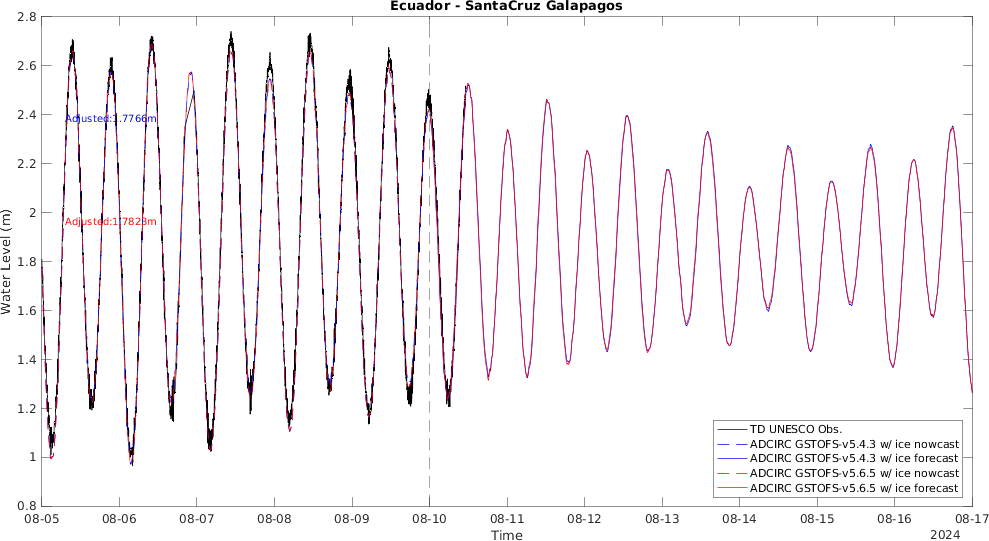 Ecuador - SantaCruz Galapagos
2.8
2.6
2.4
2.2
2
1.8
1.6
1.4
1.2
1
0.8
Water Level (m)
Adjusted:1.7766m
Adjusted:1.7823m
TD UNESCO Obs.
ADCIRC GSTOFS-v5.4.3 w/ ice nowcast
ADCIRC GSTOFS-v5.4.3 w/ ice forecast
ADCIRC GSTOFS-v5.6.5 w/ ice nowcast
ADCIRC GSTOFS-v5.6.5 w/ ice forecast
08-05 08-06 08-07 08-08 08-09 08-10 08-11 08-12 08-13 08-14 08-15 08-16 08-17
Time
2024